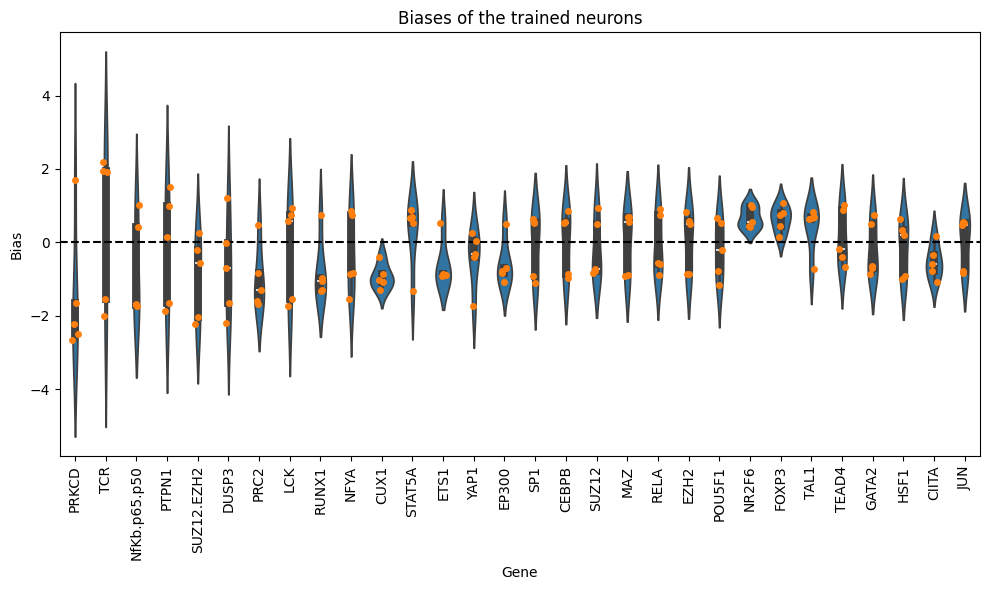 Biases of the trained neurons
Bias
4
2
0
−2
−4
PRKCD
TCR
NfKb.p65.p50
PTPN1
SUZ12.EZH2
DUSP3
PRC2
LCK
RUNX1
NFYA
CUX1
STAT5A
ETS1
YAP1
EP300
SP1
CEBPB
SUZ12
MAZ
RELA
EZH2
POU5F1
NR2F6
FOXP3
TAL1
TEAD4
GATA2
HSF1
CIITA
JUN
Gene